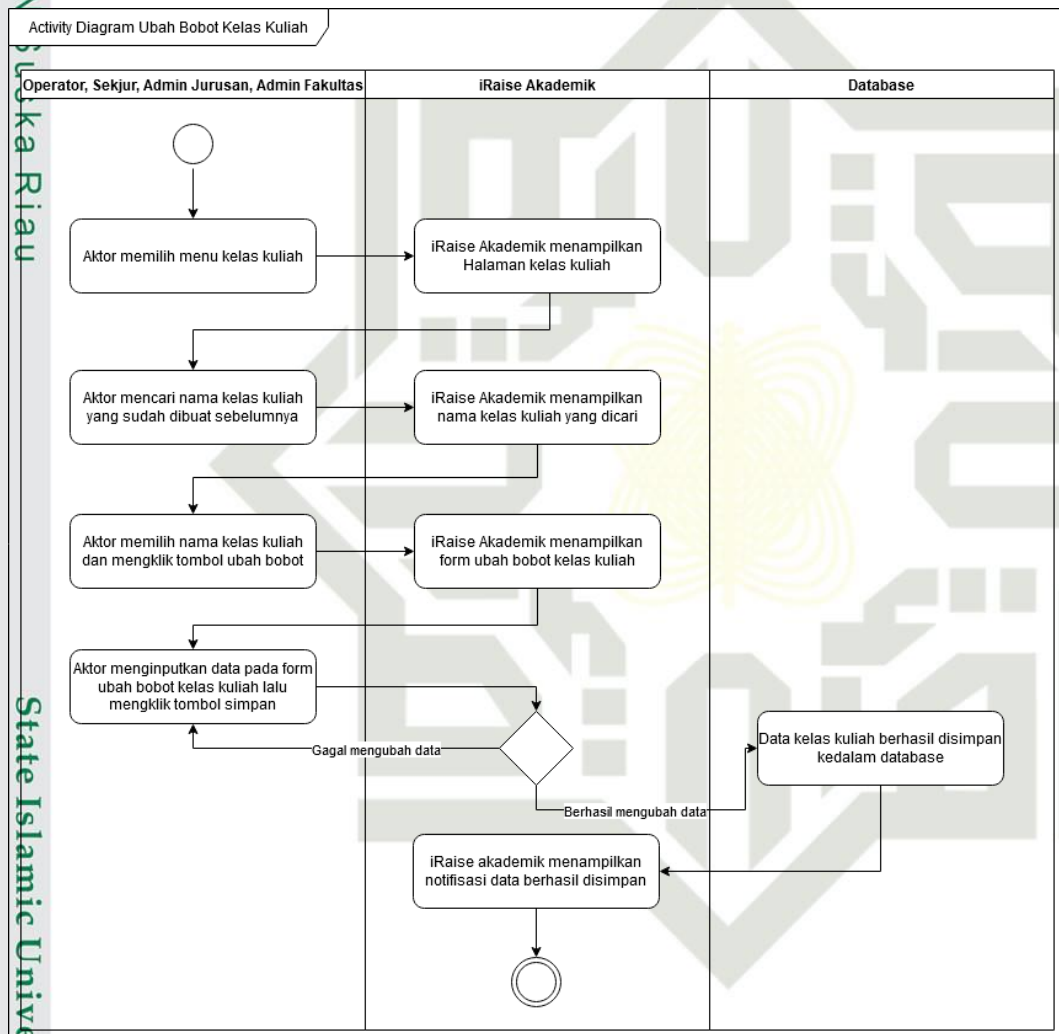 Activity Diagram Ubah Bobot Kelas Kuliah
Operator, Sekjur, Admin Jurusan, Admin Fakultas
iRaise Akademik
Database
Aktor memilih menu kelas kuliah
iRaise Akademik menampilkan
Halaman kelas kuliah
Aktor mencari nama kelas kuliah
yang sudah dibuat sebelumnya
iRaise Akademik menampilkan
nama kelas kuliah yang dicari
Aktor memilih nama kelas kuliah
dan mengklik tombol ubah bobot
iRaise Akademik menampilkan
form ubah bobot kelas kuliah
Aktor menginputkan data pada form
ubah bobot kelas kuliah lalu
mengklik tombol simpan
Gagal mengubah data
Berhasil mengubah data
Data kelas kuliah berhasil disimpan
kedalam database
iRaise akademik menampilkan
notifisasi data berhasil disimpan
Suska Riau
State Islamic Unive